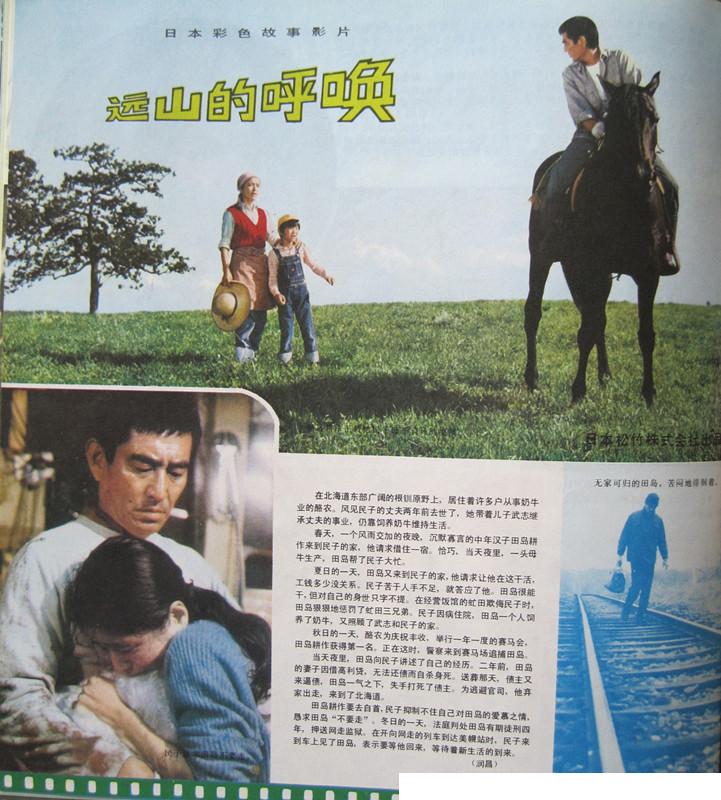 日本彩色故事影片
远山的呼唤
日本松竹株式会社出品
无家可归的田岛，苦闷地徘徊着。
在北海道东部广阔的根钏原野上，居住着许多户从事奶牛
业的酪农。风见民子的丈夫两年前去世了，她带着儿子武志继
承丈夫的事业，仍靠饲养奶牛维持生活。
春天，一个风雨交加的夜晚，沉默寡言的中年汉子田岛耕
作来到民子的家，他请求借住一宿。恰巧，当天夜里，一头母
牛生产，田岛帮了民子大忙。
夏日的一天，田岛又来到民子的家，他请求让他在这干活，
工钱多少没关系。民子苦于人手不足，就答应了他。田岛很能
干，但对自己的身世只字不提。在经营饭馆的虻田欺侮民子时，
田岛狠狠地惩罚了虻田三兄弟。民子因病住院，田岛一个人饲
养了奶牛，又照顾了武志和民子的家。
秋日的一天，酪农为庆祝丰收，举行一年一度的赛马会，
田岛耕作获得第一名。正在这时，警察来到赛马场追捕田岛。
当天夜里，田岛向民子讲述了自己的经历。二年前，田岛
的妻子因借高利贷，无法还债而自杀身死。送葬那天，债主又
来逼债，田岛一气之下，失手打死了债主。为逃避官司，他弃
家出走，来到了北海道。
田岛耕作要去自首，民子抑制不住自己对田岛的爱慕之情，
恳求田岛“不要走”。冬日的一天，法庭判处田岛有期徒刑四
年，押送网走监狱。在开向网走的列车到达美幌站时，民子来
到车上见了田岛，表示要等他回来，等待着新生活的到来。
（润昌）